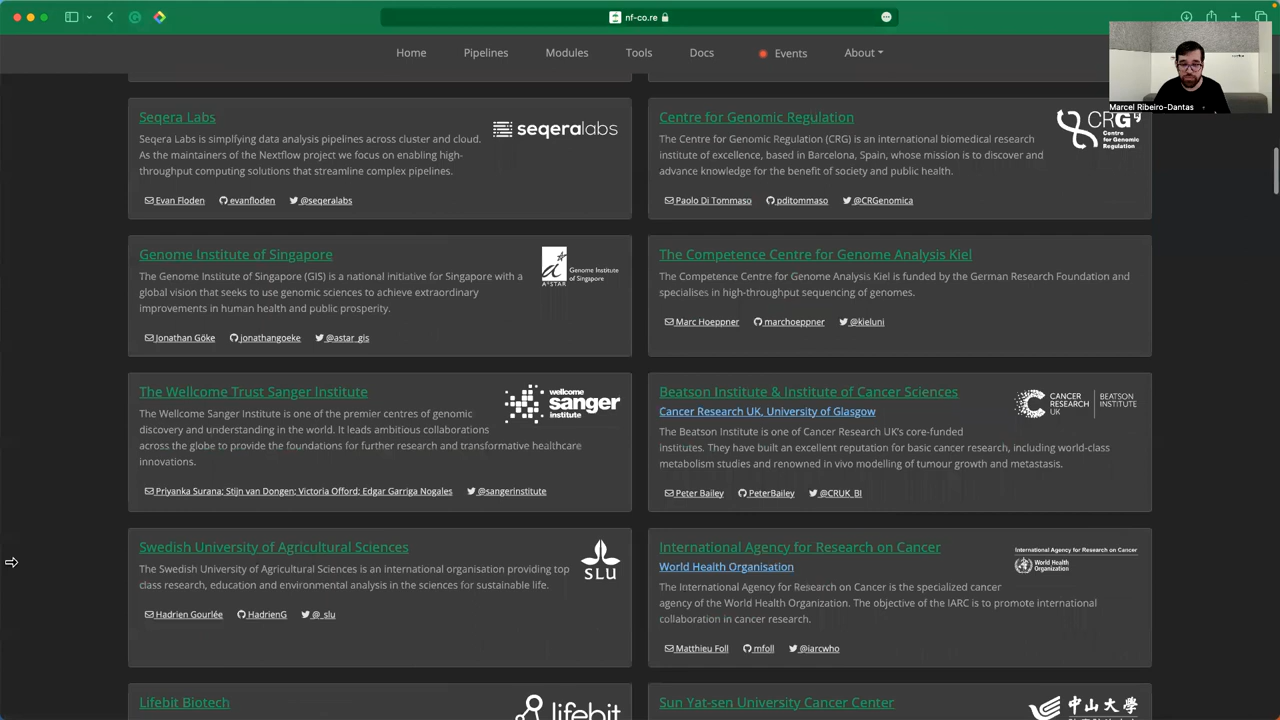 nf-co.re
Home Pipelines Modules Tools Docs Events About
Marcel Ribeiro-Dantas
Seqera Labs
seqeralabs
Seqera Labs is simplfying data analysis pipelines across cluster and cloud.
As the maintainers of the Nextflow project we focus on enabling high-
throughput computing solutions that streamline complex pipelines.
Evan Floden evanfloden @seqeralabs
Centre for Genomic Regulation
CRG
Centre
for Genomic
Regulation
The Centre for Genomic Regulation (CRG) is an international biomedical research
institute of excellence, based in Barcelona, Spain, whose mission is to discover and
advance knowledge for the benefit of society and public health.
Paolo Di Tommaso pditommaso @CRGenomica
Genome Institute of Singapore
Genome Institute
of Singapore
The Genome Institute of Singapore (GIS) is a national initiative for Singapore with a
global vision that seeks to use genomic sciences to achieve extraordinary
improvements in human health and public prosperity.
Jonathan Göke jonathangoeke @astar_gis
The Competence Centre for Genome Analysis Kiel
The Competence Centre for Genome Analysis Kiel is funded by the German Research Foundation and
specialises in high-throughput sequencing of genomes.
Marc Hoeppner marchoeppner @kieluni
The Wellcome Trust Sanger Institute
wellcome
sanger
institute
The Wellcome Sanger Institute is one of the premier centres of genomic
discovery and understanding in the world. It leads ambitious collaborations
across the globe to provide the foundations for further research and transformative healthcare
innovations.
Priyanka Surana; Stijn van Dongen; Victoria Offord; Edgar Garriga Nogales @sangerinstitute
Beatson Institute & Institute of Cancer Sciences
Cancer Research UK, University of Glasgow
CANCER
RESEARCH
UK
BEATSON
INSTITUTE
The Beatson Institute is one of Cancer Research UK's core-funded
institutes. They have built an excellent reputation for basic cancer research, including world-class
metabolism studies and renowned in vivo modelling of tumour growth and metastasis.
Peter Bailey PeterBailey @CRUK_BI
Swedish University of Agricultural Sciences
SLU
The Swedish University of Agricultural Sciences is an international organisation providing top
class research, education and environmental analysis in the sciences for sustainable life.
Hadrien Gourlée HadrienG @_slu
International Agency for Research on Cancer
World Health Organisation
International Agency for Research on Cancer
World Health
Organization
The International Agency for Research on Cancer is the specialized cancer
agency of the World Health Organization. The objective of the IARC is to promote international
collaboration in cancer research.
Matthieu Foll mfoll @iarcwho
Lifebit Biotech
lifebit
Sun Yat-sen University Cancer Center
中山大學